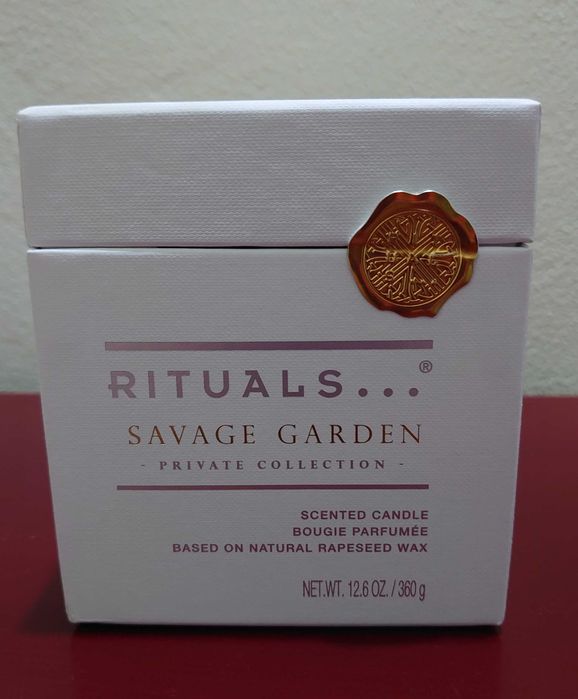 RITUALS...®
SAVAGE GARDEN
- PRIVATE COLLECTION -
SCENTED CANDLE
BOUGIE PARFUMÉE
BASED ON NATURAL RAPESEED WAX
NET.WT. 12.6 OZ. / 360 g